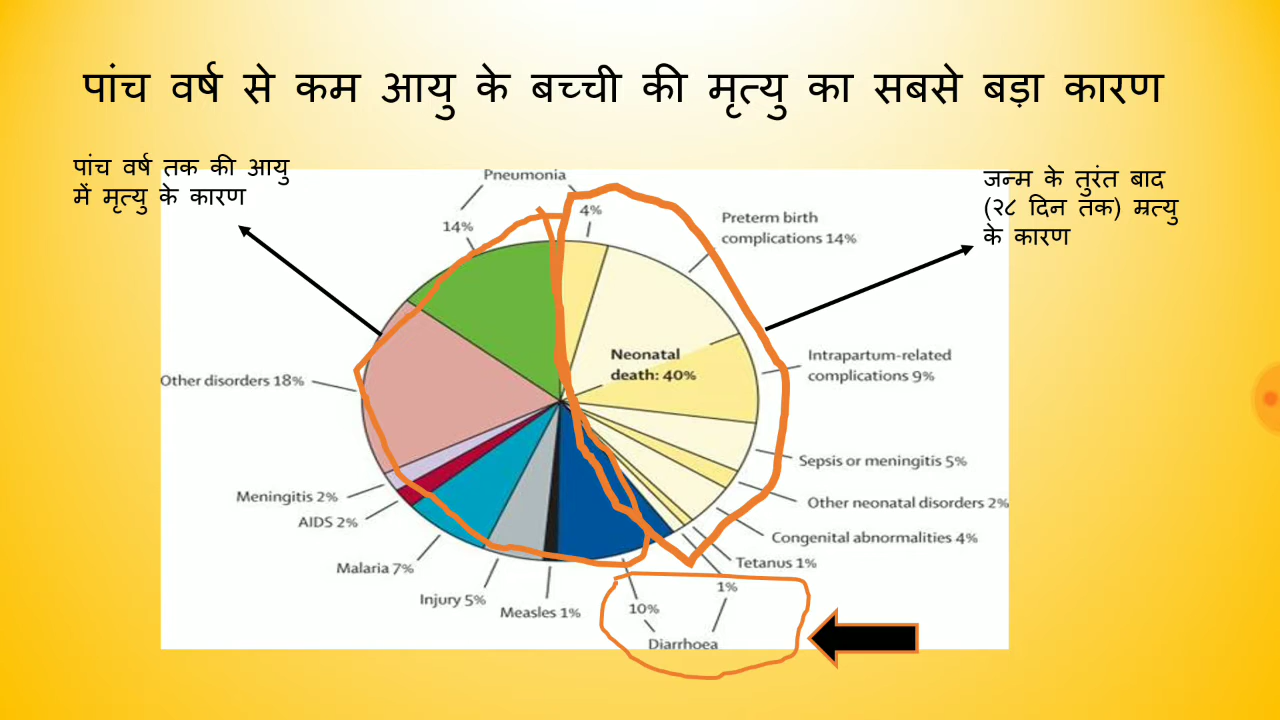 पांच वर्ष से कम आयु के बच्ची की मृत्यु का सबसे बड़ा कारण
पांच वर्ष तक की आयु
में मृत्यु के कारण
जन्म के तुरंत बाद
(२८ दिन तक) म्रत्यु
के कारण
Pneumonia
14%
4%
Preterm birth
complications 14%
Neonatal
death: 40%
Intrapartum-related
complications 9%
Other disorders 18%
Sepsis or meningitis 5%
Meningitis 2%
Other neonatal disorders 2%
AIDS 2%
Congenital abnormalities 4%
Malaria 7%
Tetanus 1%
Injury 5%
1%
Measles 1%
10%
Diarrhoea